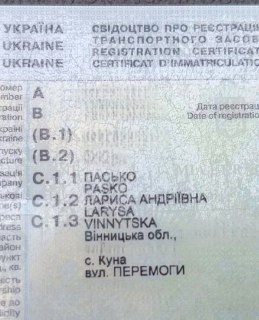 УКРАЇНА
UKRAINE
UKRAINE
СВІДОЦТВО ПРО РЕЄСТРАЦІ
ТРАНСПОРТНОГО ЗАСОБ
REGISTRATION CERTIFICAT
CERTIFICAT D'IMMATRICULATIO
A
B
Дата реєстрац
Date of registration
(B.1)
(B.2)
C.1.1 ПАСЬКО
PASKO
C.1.2 ЛАРИСА АНДРІЇВНА
LARYSA
C.1.3 VINNYTSKA
Вінницька обл.,
с. Куна
вул. ПЕРЕМОГИ